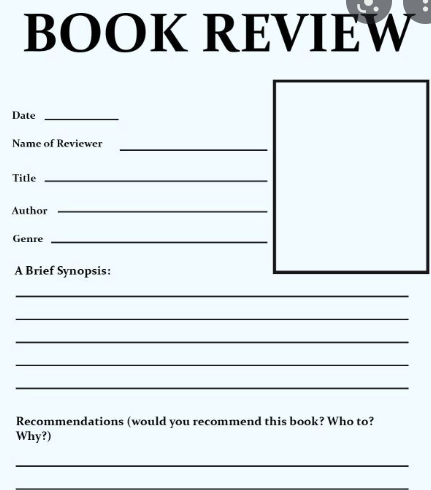 BOOK REVIEW
Date
Name of Reviewer
Title
Author
Genre
A Brief Synopsis:
Recommendations (would you recommend this book? Who to?
Why?)